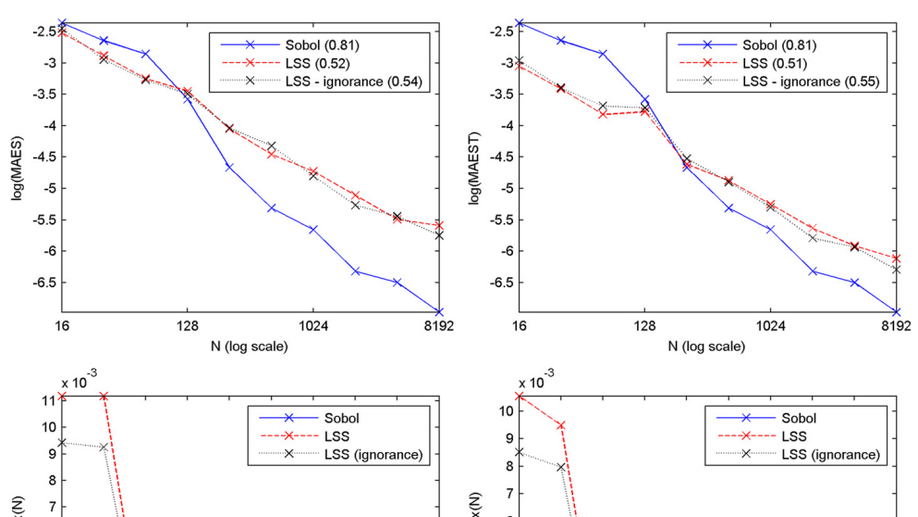 -2.5
-3
-3.5
-4
-4.5
-5
-5.5
-6
-6.5
log(MAES)
Sobol (0.81)
LSS (0.52)
LSS - ignorance (0.54)
16
128
1024
8192
N (log scale)
-2.5
-3
-3.5
-4
-4.5
-5
-5.5
-6
-6.5
log(MAEST)
Sobol (0.81)
LSS (0.51)
LSS - ignorance (0.55)
16
128
1024
8192
N (log scale)
x 10-3
11
10
9
8
7
Sobol
LSS
LSS (ignorance)
x 10-3
10
9
8
7
Sobol
LSS
LSS (ignorance)